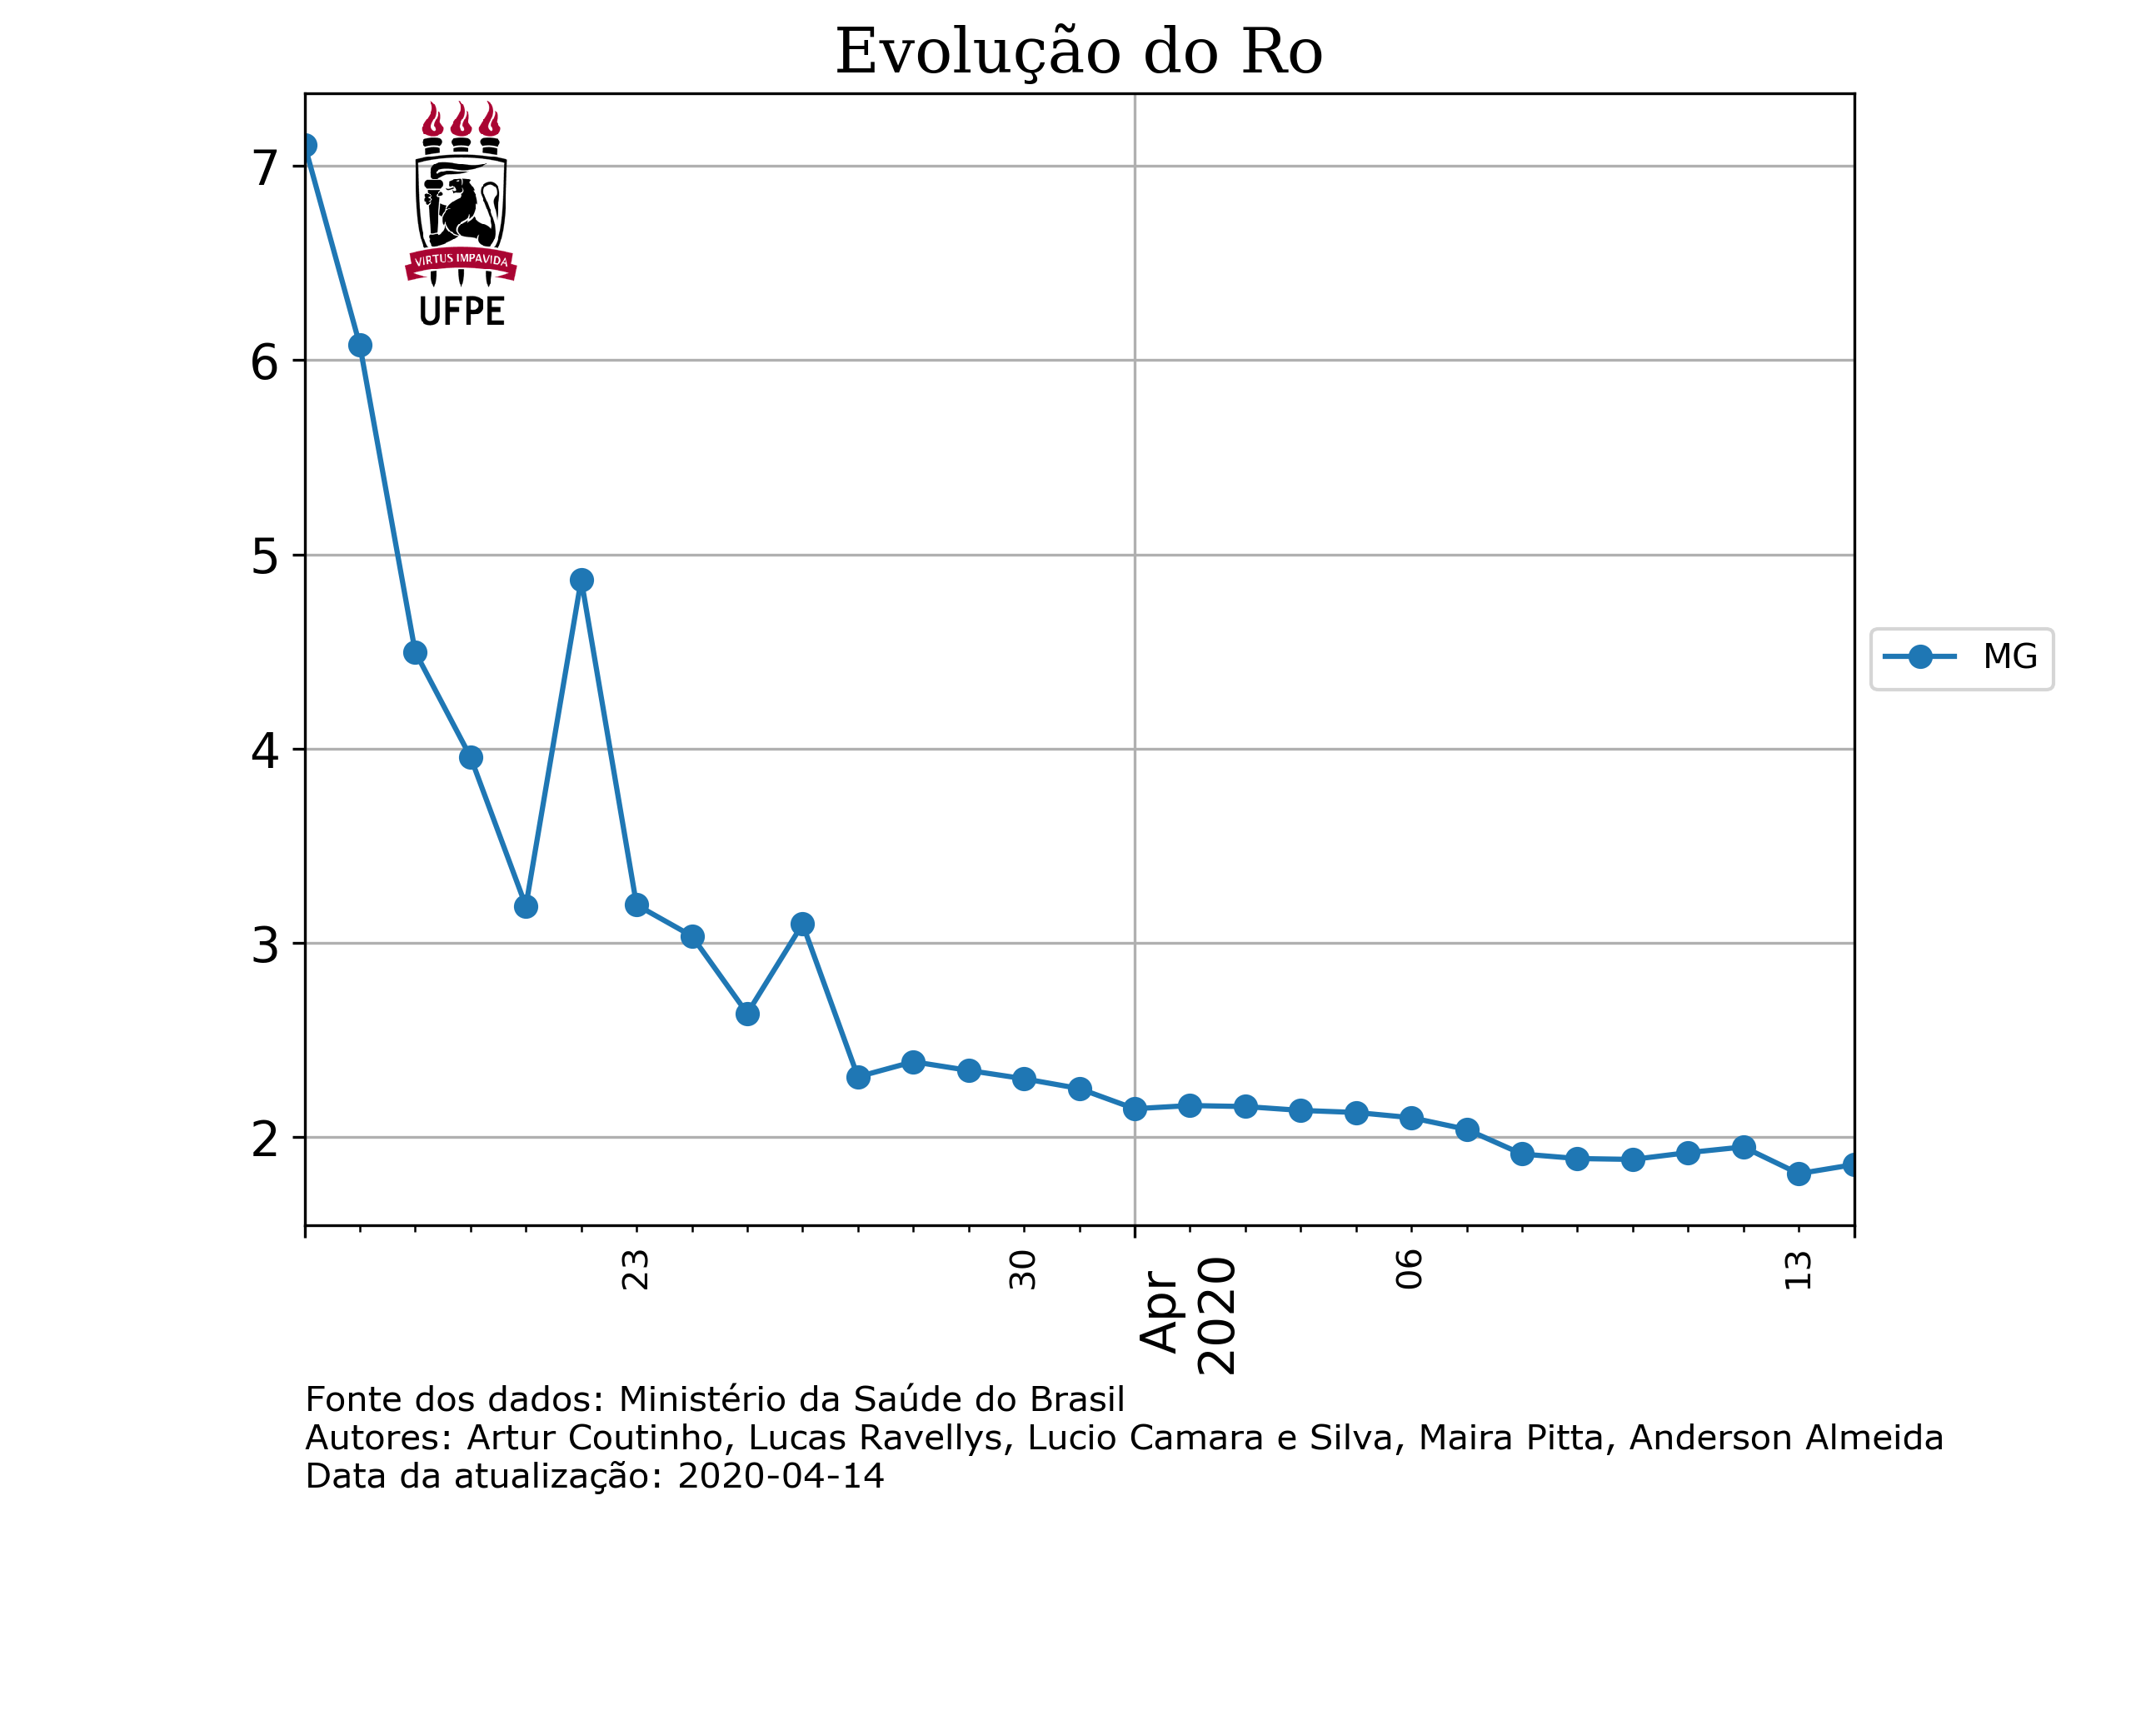 Evolução do Ro
VIRTUS IMPAVIDA
UFPE
7
6
5
4
3
2
MG
23
30
06
13
Apr
2020
Fonte dos dados: Ministério da Saúde do Brasil
Autores: Artur Coutinho, Lucas Ravellys, Lucio Camara e Silva, Maira Pitta, Anderson Almeida
Data da atualização: 2020-04-14